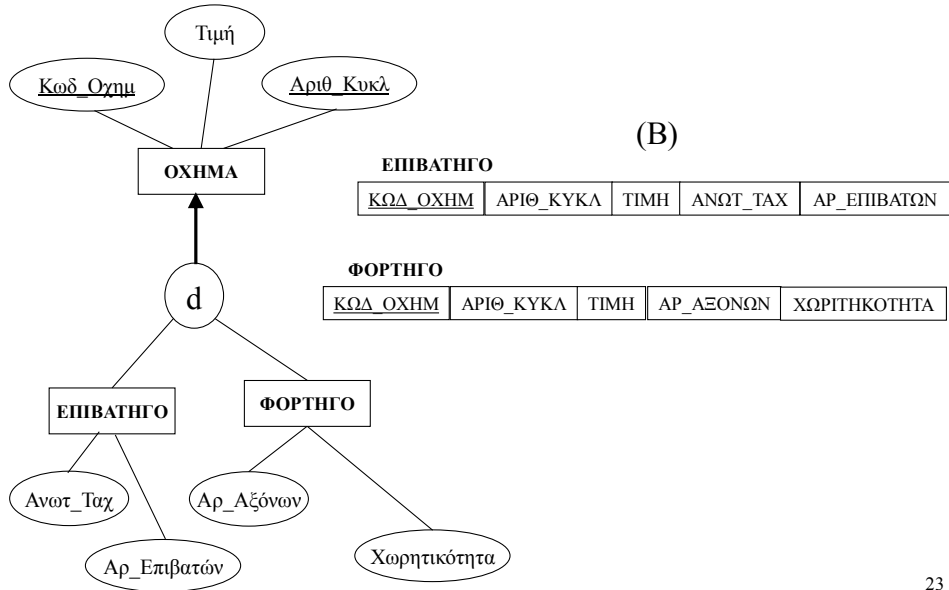 Τιμή
Κωδ_Οχημ
Αριθ_Κυκλ
ΟΧΗΜΑ
d
ΕΠΙΒΑΤΗΓΟ
ΦΟΡΤΗΓΟ
Ανωτ_Ταχ
Αρ_Αξόνων
Αρ_Επιβατών
Χωρητικότητα
(Β)
ΕΠΙΒΑΤΗΓΟ
ΚΩΔ_ΟΧΗΜ ΑΡΙΘ_ΚΥΚΛ ΤΙΜΗ ΑΝΩΤ_ΤΑΧ ΑΡ_ΕΠΙΒΑΤΩΝ
ΦΟΡΤΗΓΟ
ΚΩΔ_ΟΧΗΜ ΑΡΙΘ_ΚΥΚΛ ΤΙΜΗ ΑΡ_ΑΞΟΝΩΝ ΧΩΡΙΤΗΚΟΤΗΤΑ
23